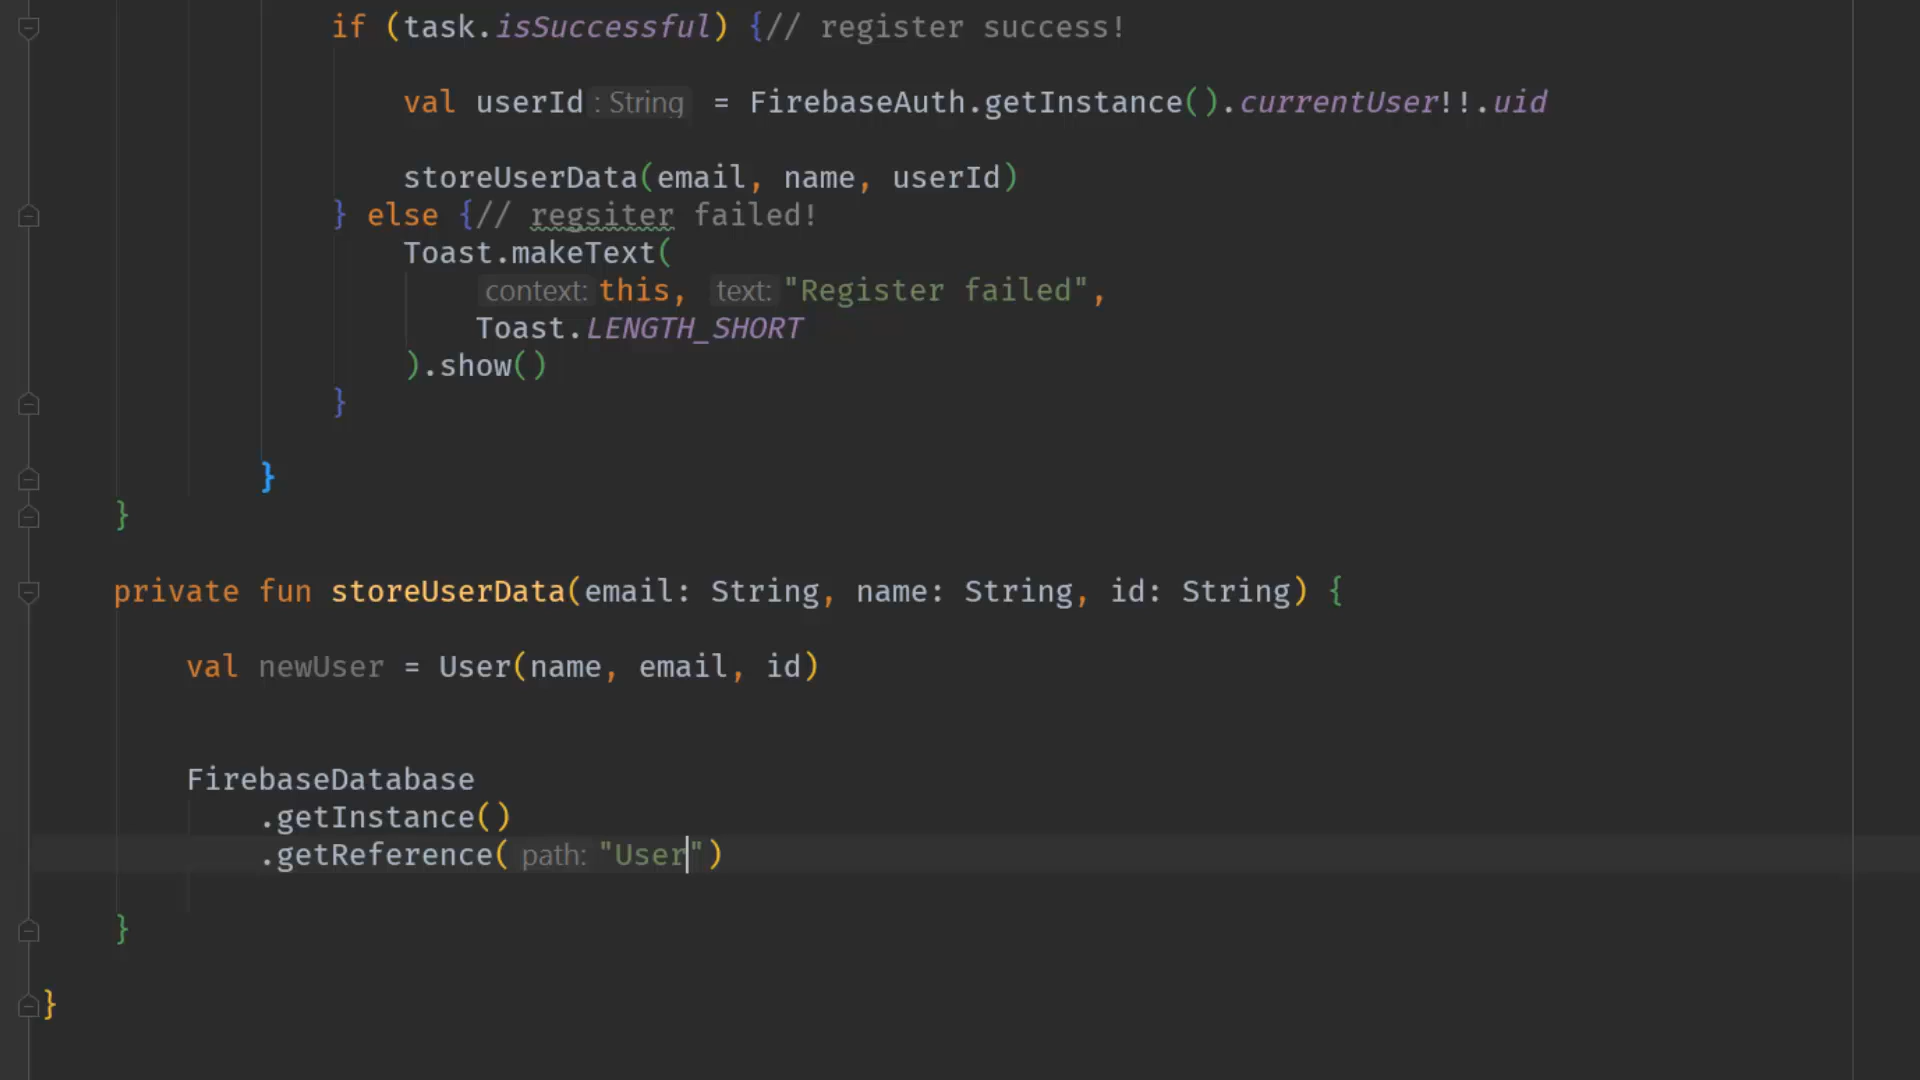 if (task.isSuccessful) {// register success!
val userId : String = FirebaseAuth.getInstance().currentUser!!.uid
storeUserData(email, name, userId)
} else {// regsiter failed!
Toast.makeText(
context: this, text: "Register failed",
Toast.LENGTH_SHORT
).show()
}
}
}
private fun storeUserData(email: String, name: String, id: String) {
val newUser = User(name, email, id)
FirebaseDatabase
.getInstance()
.getReference( path: "User")
}
}